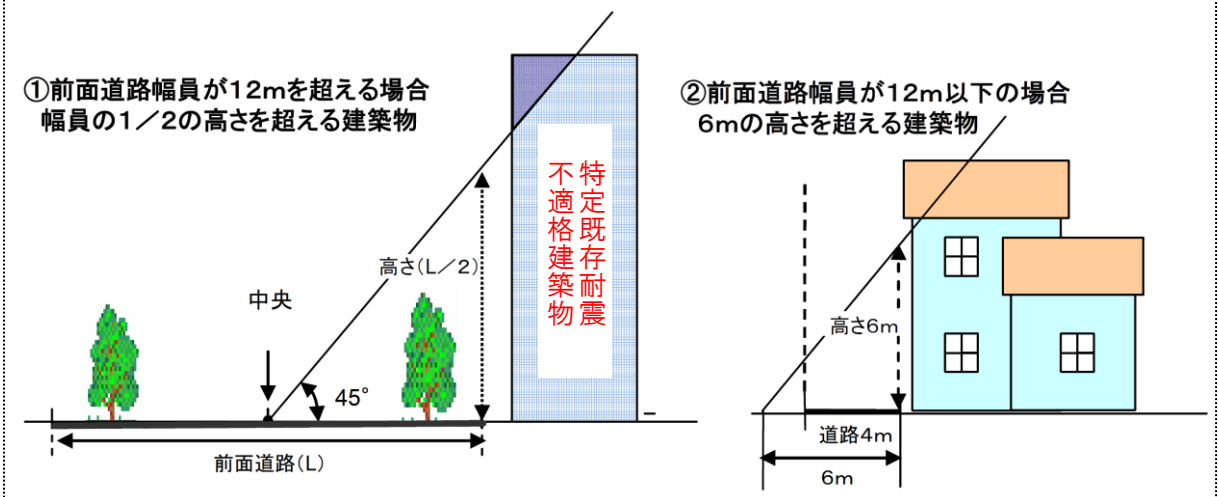 ①前面道路幅員が12mを超える場合
幅員の1／2の高さを超える建築物
特定既存耐震
不適格建築物
高さ(L／2)
中央
45°
前面道路(L)
②前面道路幅員が12m以下の場合
6mの高さを超える建築物
高さ6m
道路4m
6m